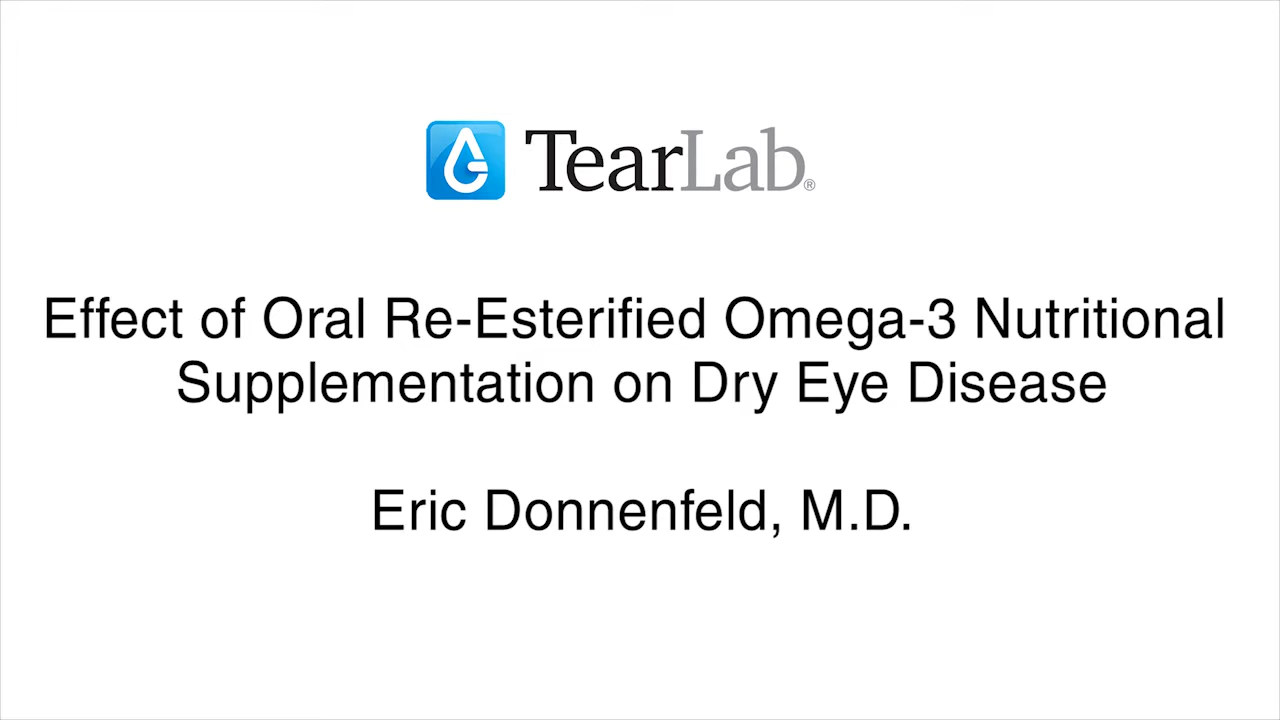 TearLab®
Effect of Oral Re-Esterified Omega-3 Nutritional
Supplementation on Dry Eye Disease
Eric Donnenfeld, M.D.